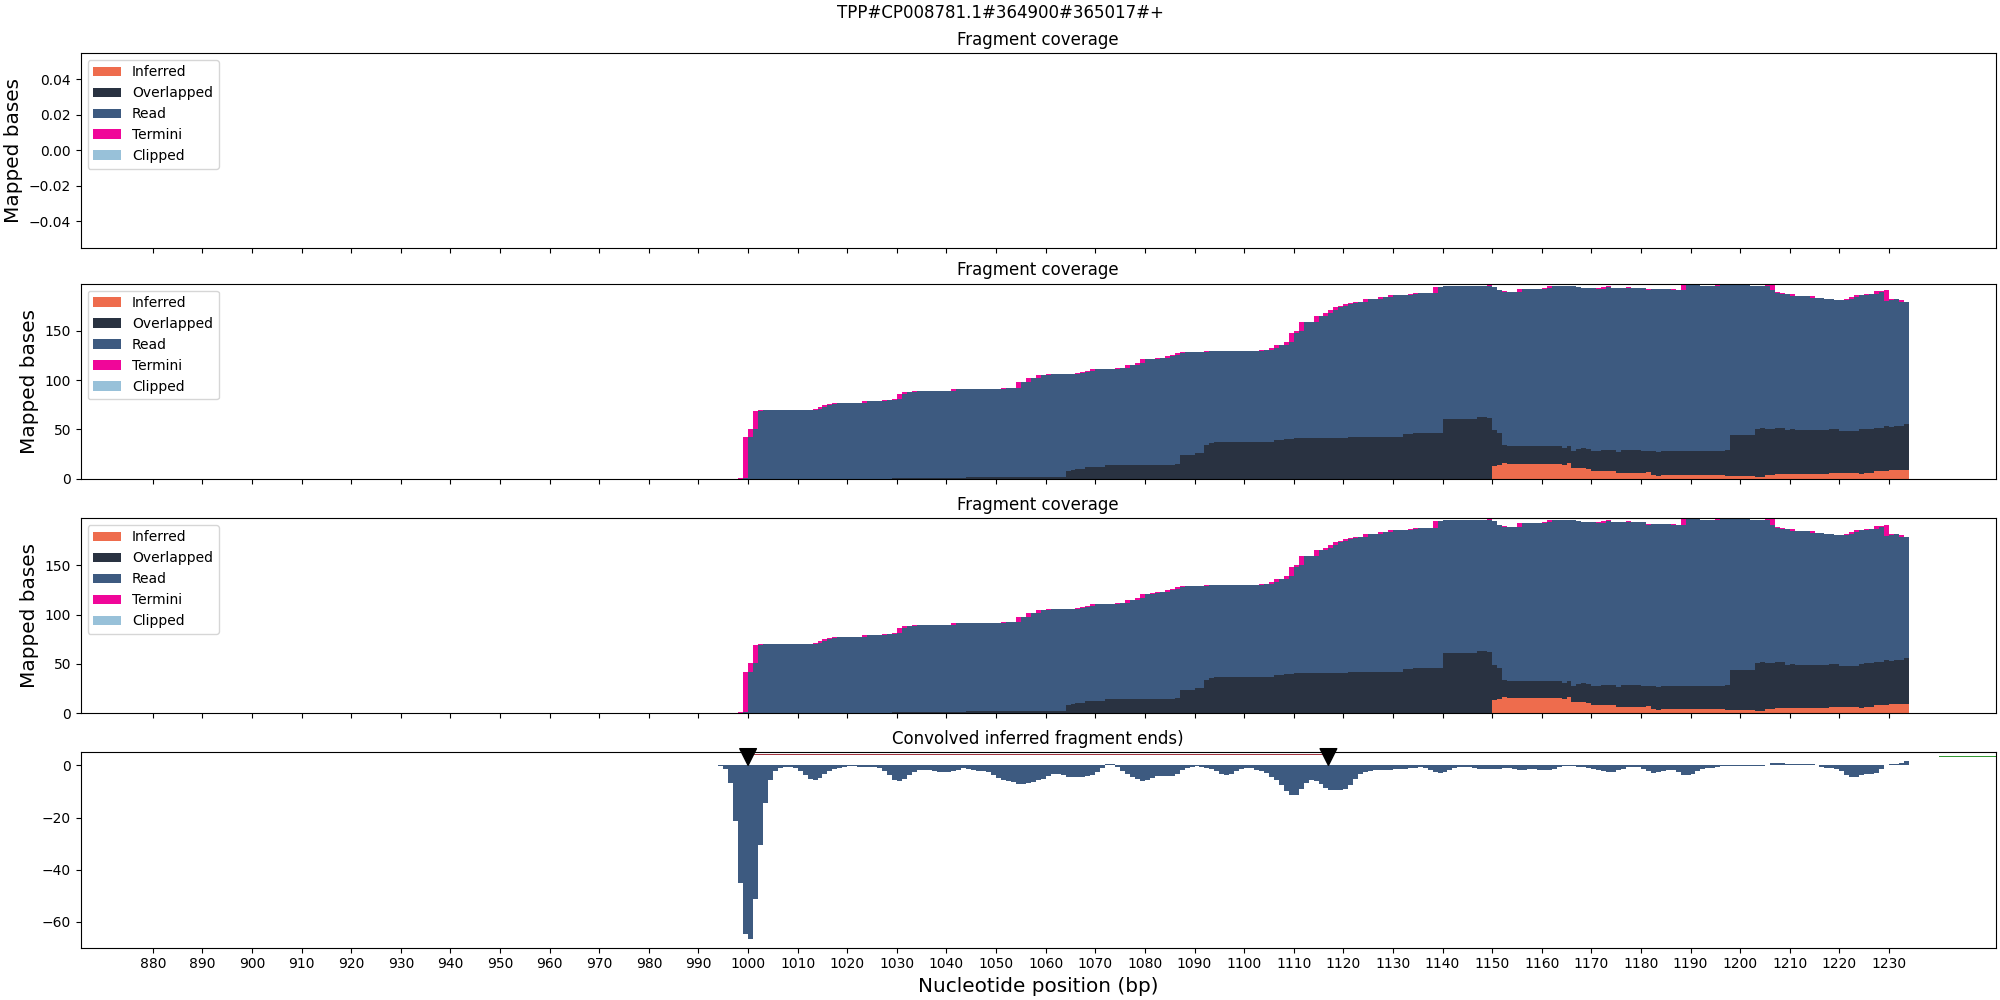 TPP#CP008781.1#364900#365017#+
Fragment coverage
Mapped bases
0.04
0.02
0.00
−0.02
−0.04
Inferred
Overlapped
Read
Termini
Clipped
Fragment coverage
Mapped bases
150
100
50
0
Inferred
Overlapped
Read
Termini
Clipped
Fragment coverage
Mapped bases
150
100
50
0
Inferred
Overlapped
Read
Termini
Clipped
Convolved inferred fragment ends)
0
−20
−40
−60
880 890 900 910 920 930 940 950 960 970 980 990 1000 1010 1020 1030 1040 1050 1060 1070 1080 1090 1100 1110 1120 1130 1140 1150 1160 1170 1180 1190 1200 1210 1220 1230
Nucleotide position (bp)